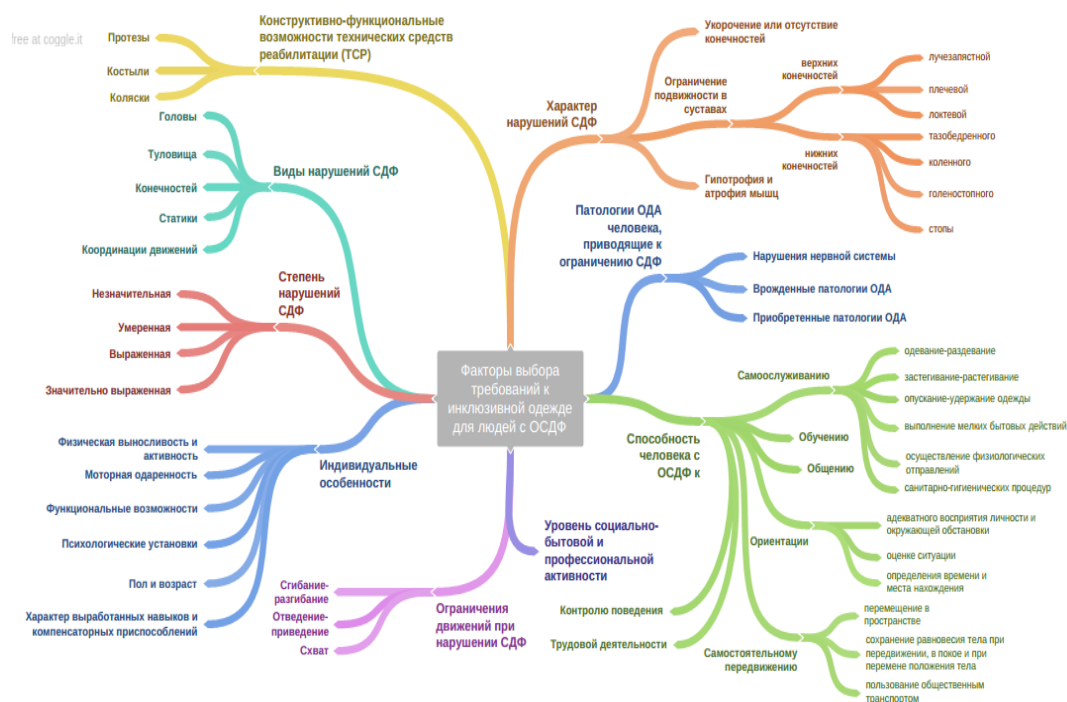 free at coggle.it
Конструктивно-функциональные
возможности технических средств
реабилитации (ТСР)
Протезы
Костыли
Коляски
Виды нарушений СДФ
Головы
Туловища
Конечностей
Статики
Координации движений
Степень
нарушений
СДФ
Незначительная
Умеренная
Выраженная
Значительно выраженная
Индивидуальные
особенности
Физическая выносливость и
активность
Моторная одаренность
Функциональные возможности
Психологические установки
Пол и возраст
Характер выработанных навыков и
компенсаторных приспособлений
Ограничения
движений при
нарушении СДФ
Сгибание-
разгибание
Отведение-
приведение
Схват
Факторы выбора
требований к
инклюзивной одежде
для людей с ОСДФ
Характер
нарушений СДФ
Укорочение или отсутствие
конечностей
Ограничение
подвижности в
суставах
верхних
конечностей
лучезапястной
плечевой
локтевой
нижних
конечностей
тазобедренного
коленного
голеностопного
стопы
Гипотрофия и
атрофия мышц
Патологии ОДА
человека,
приводящие к
ограничению СДФ
Нарушения нервной системы
Врожденные патологии ОДА
Приобретенные патологии ОДА
Способность
человека с
ОСДФ к
Самоослуживанию
одевание-раздевание
застегивание-растегивание
опускание-удержание одежды
выполнение мелких бытовых действий
осуществление физиологических
отправлений
санитарно-гигиенических процедур
Обучению
Общению
Ориентации
адекватного восприятия личности и
окружающей обстановки
оценке ситуации
определения времени и
места нахождения
Самостоятельному
передвижению
перемещение в
пространстве
сохранение равновесия тела при
передвижении, в покое и при
перемене положения тела
пользование общественным
транспортом
Контролю поведения
Трудовой деятельности
Уровень социально-
бытовой и
профессиональной
активности